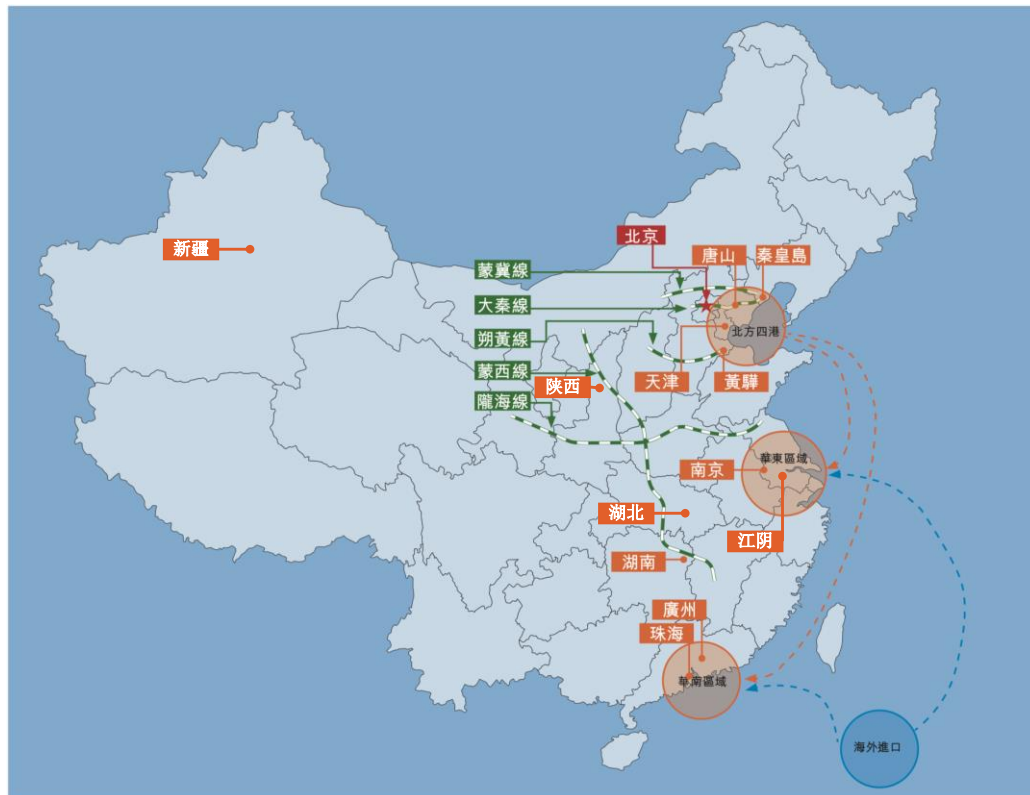 北京
新疆
唐山
秦皇島
蒙冀線
大秦線
北方四港
朔黃線
蒙西線
陕西
天津
黃驊
隴海線
華東區域
南京
湖北
江阴
湖南
廣州
珠海
華南區域
海外進口